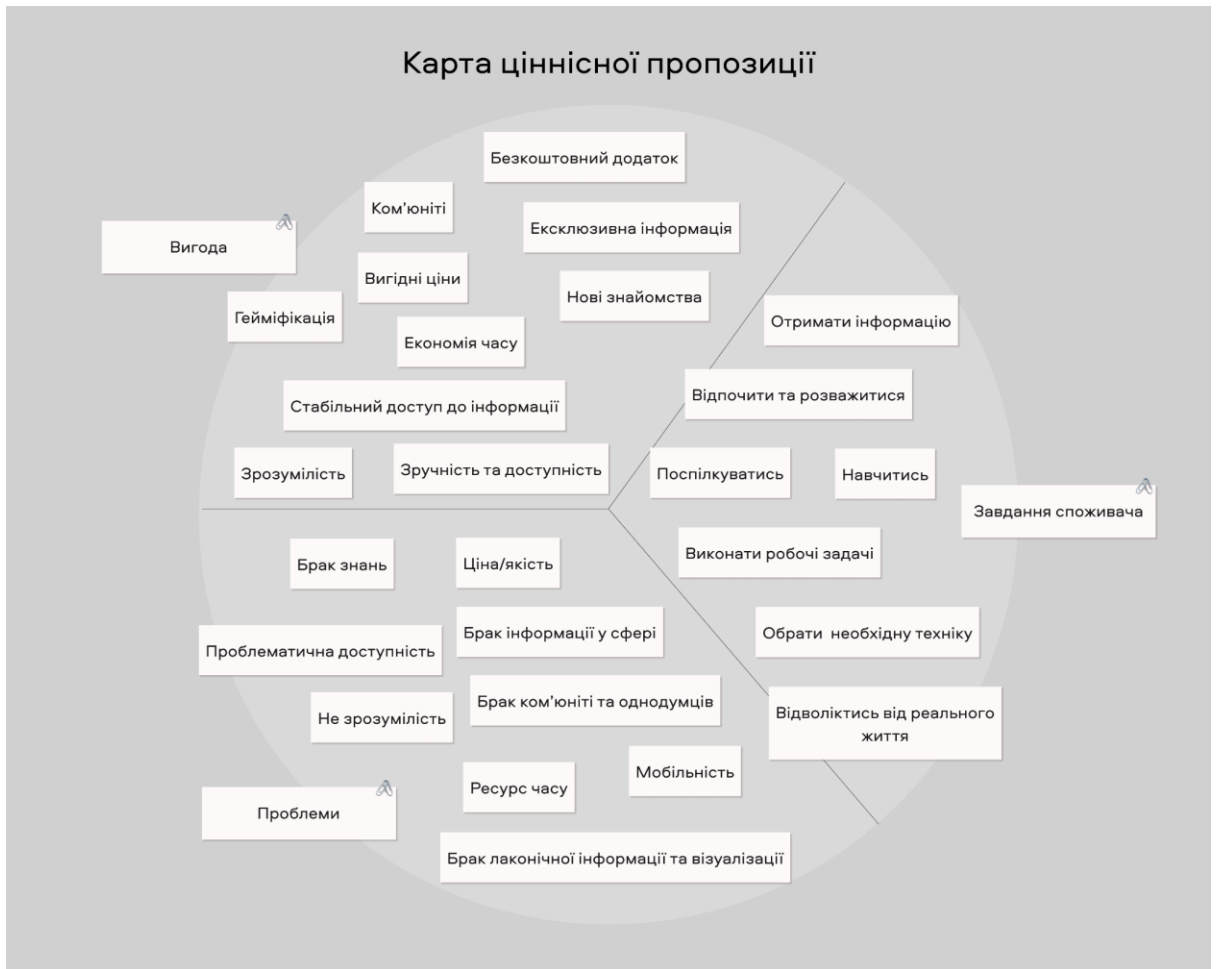 Карта ціннісної пропозиції
Вигода
Безкоштовний додаток
Ком’юніті
Ексклюзивна інформація
Вигідні ціни
Нові знайомства
Гейміфікація
Економія часу
Стабільний доступ до інформації
Зрозумілість
Зручність та доступність
Завдання споживача
Отримати інформацію
Відпочити та розважитися
Поспілкуватись
Навчитись
Виконати робочі задачі
Обрати необхідну техніку
Відволіктись від реального
життя
Проблеми
Брак знань
Ціна/якість
Брак інформації у сфері
Проблематична доступність
Брак ком’юніті та однодумців
Не зрозумілість
Мобільність
Ресурс часу
Брак лаконічної інформації та візуалізації